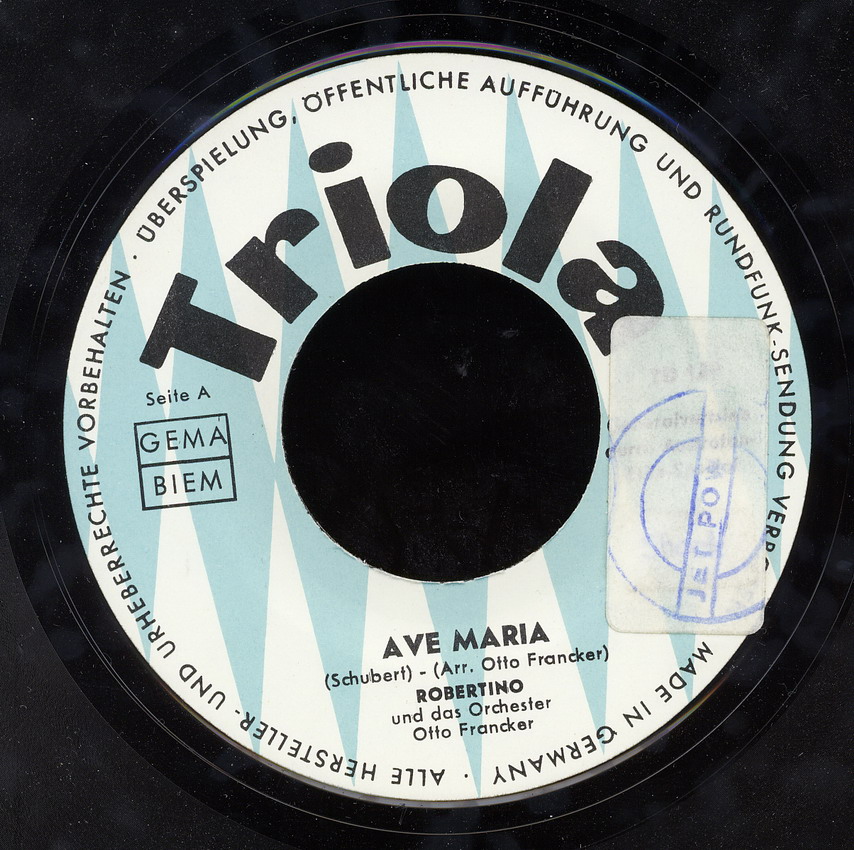 Triola
Seite A
GEMA
BIEM
AVE MARIA
(Schubert) - (Arr. Otto Francker)
ROBERTINO
und das Orchester
Otto Francker
ALLE HERSTELLER- UND URHEBERRECHTE VORBEHALTEN · ÜBERSPIELUNG, ÖFFENTLICHE AUFFÜHRUNG UND RUNDFUNK-SENDUNG
MADE IN GERMANY ·